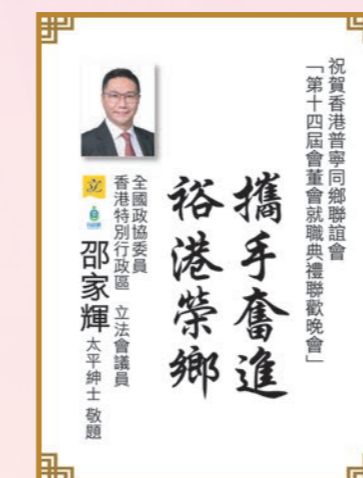 祝賀香港普寧同鄉聯誼會
「第十四屆會董會就職典禮聯歡晚會」
攜手奮進
裕港榮鄉
全國政協委員
香港特別行政區 立法會議員
邵家輝 太平紳士 敬題